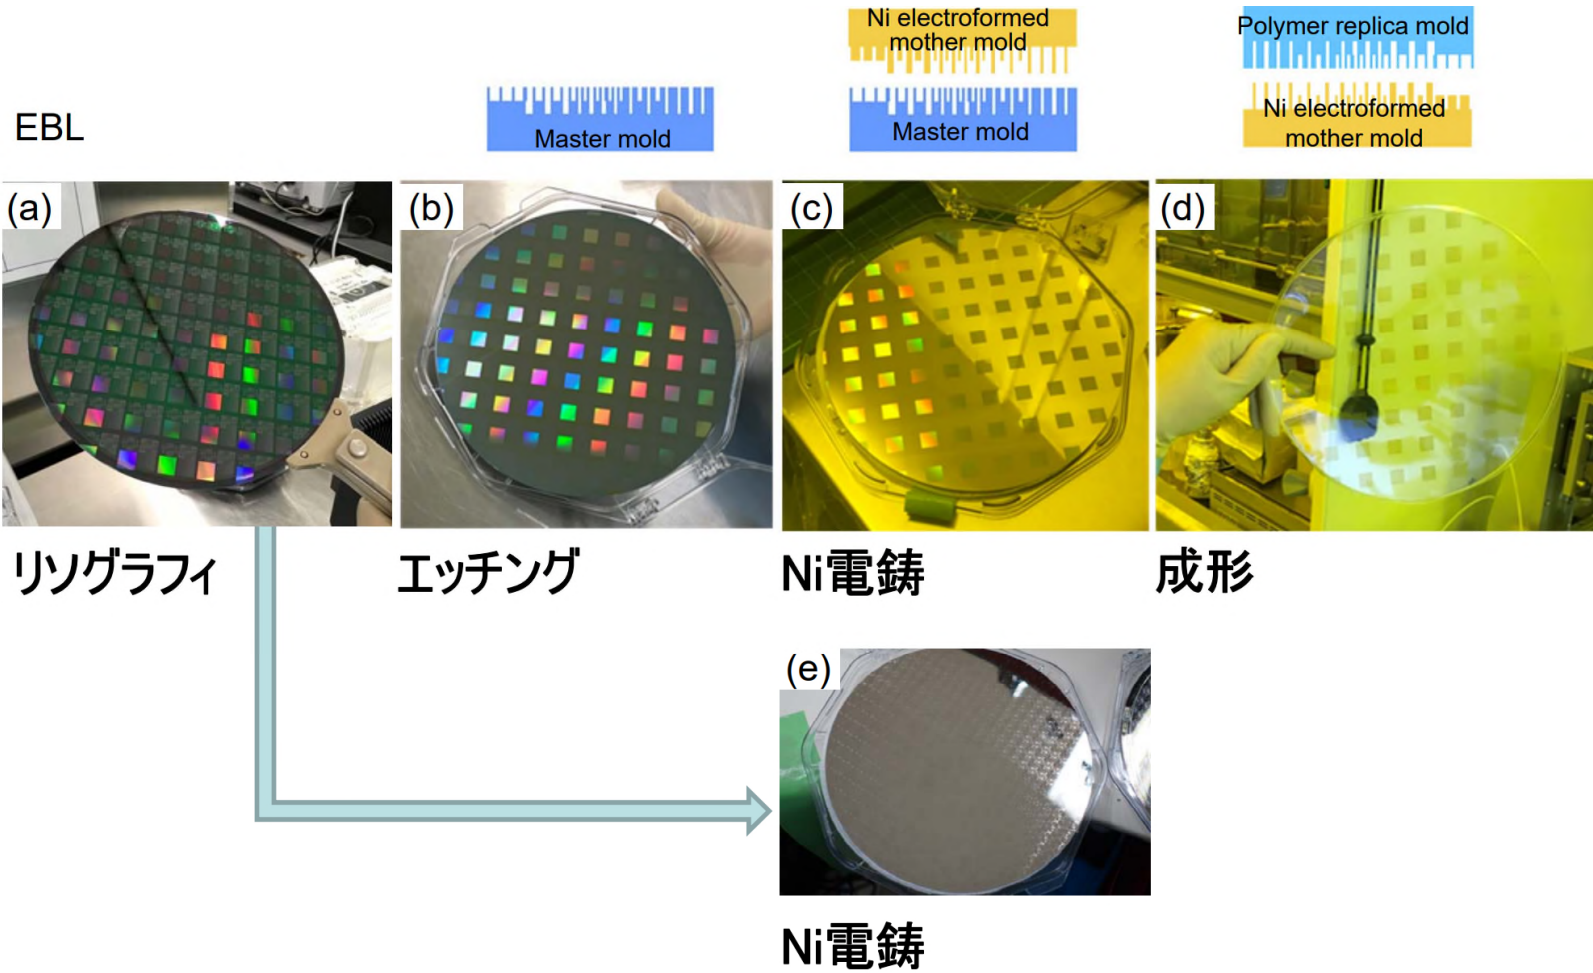 Ni electroformed
mother mold
Polymer replica mold
EBL
Master mold
Master mold
Ni electroformed
mother mold
(a)
(b)
(c)
(d)
リソグラフィ
エッチング
Ni電鋳
成形
(e)
Ni電鋳